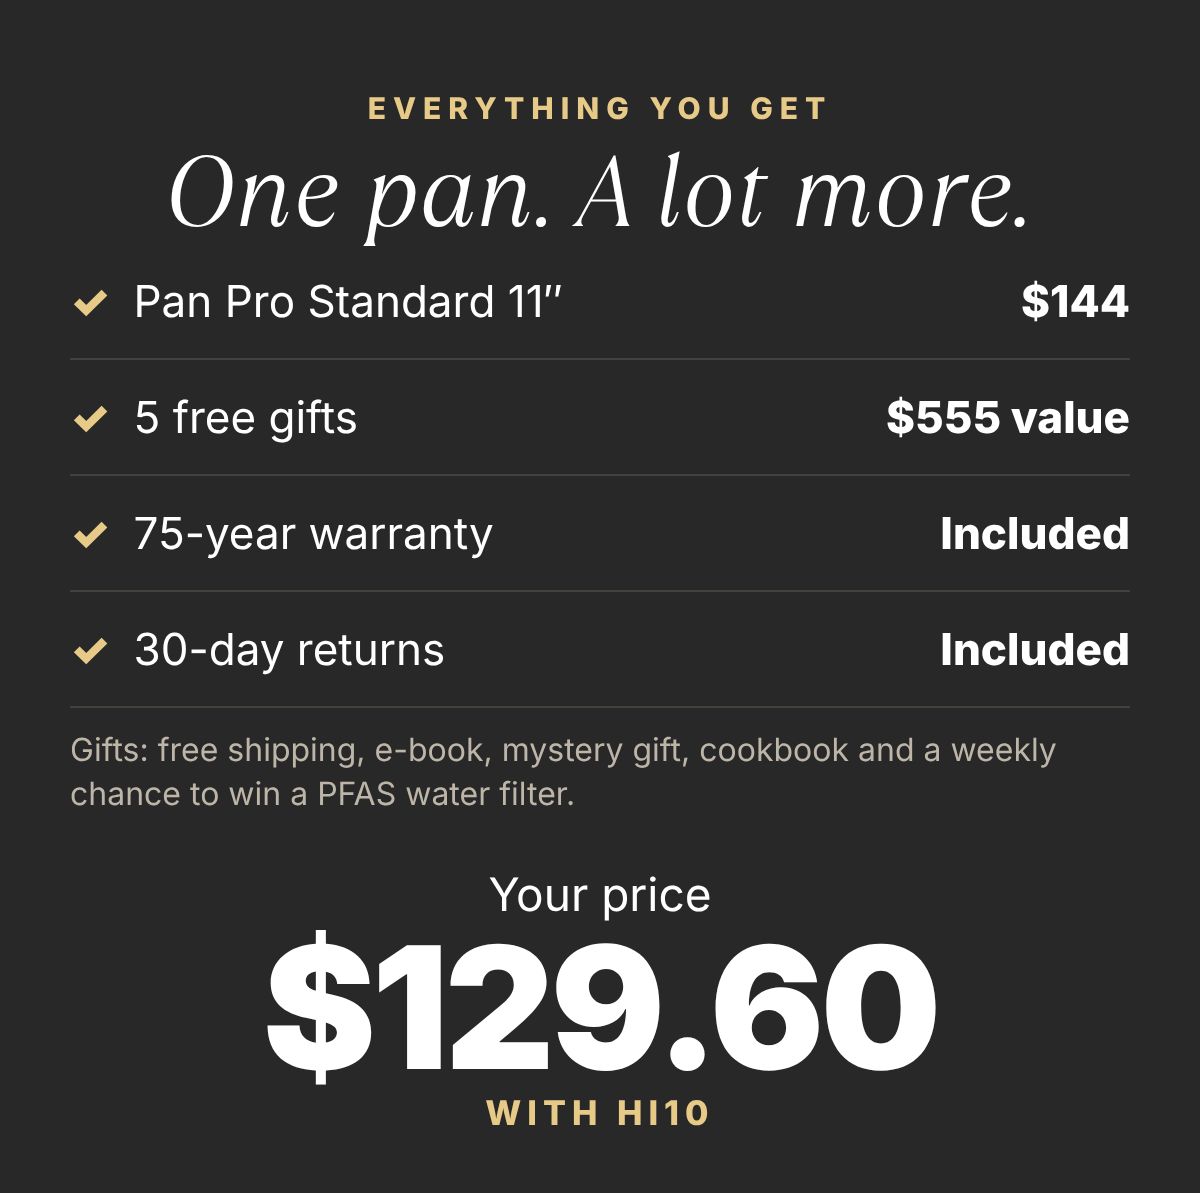 EVERYTHING YOU GET
One pan. A lot more.
Pan Pro Standard 11″ $144
5 free gifts $555 value
75-year warranty Included
30-day returns Included
Gifts: free shipping, e-book, mystery gift, cookbook and a weekly
chance to win a PFAS water filter.
Your price
$129.60
WITH HI10